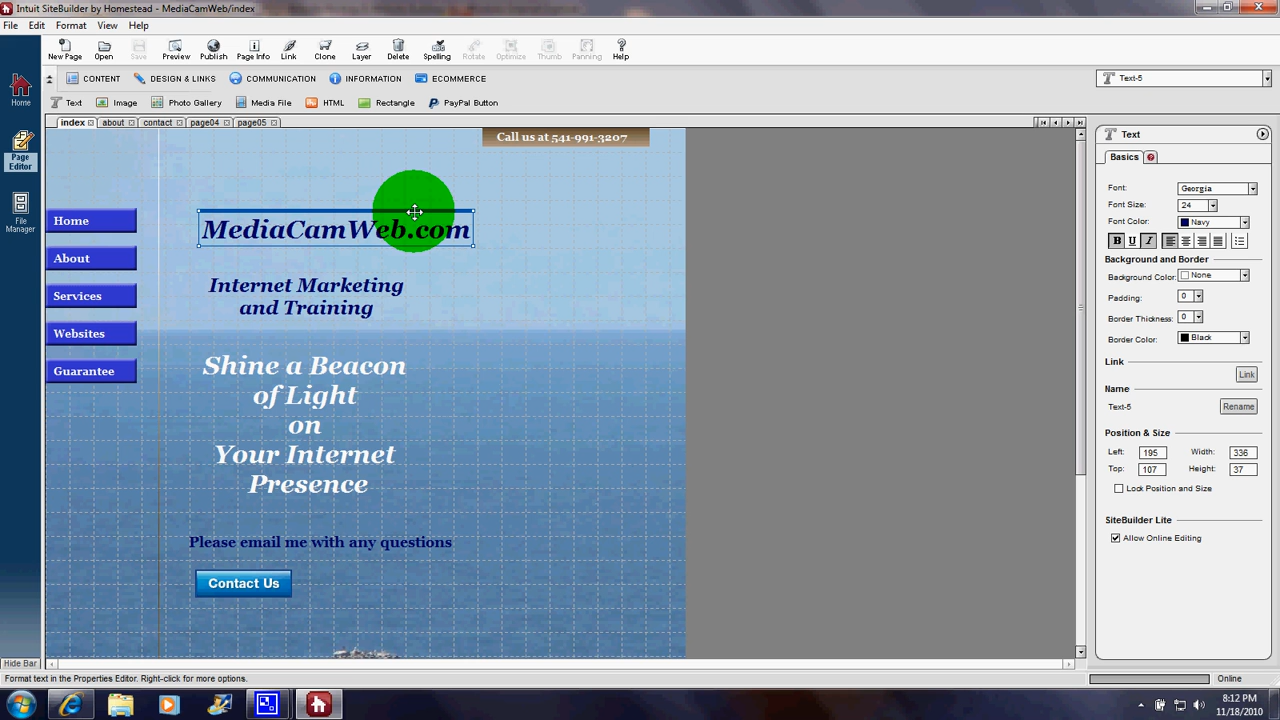 Intuit SiteBuilder by Homestead - MediaCamWeb/index
File Edit Format View Help
New Page Open Save Preview Publish Page Info Link Clone Layer Delete Spelling Rotate Optimize Thumb Panning Help
CONTENT DESIGN & LINKS COMMUNICATION INFORMATION ECOMMERCE
Text-5
Text Image Photo Gallery Media File HTML Rectangle PayPal Button
index about contact page04 page05
Home
Page Editor
File Manager
Hide Bar
Call us at 541-991-3207
Home
About
Services
Websites
Guarantee
MediaCamWeb.com
Internet Marketing
and Training
Shine a Beacon
of Light
on
Your Internet
Presence
Please email me with any questions
Contact Us
Text
Basics
Font: Georgia
Font Size: 24
Font Color: Navy
B U I
Background and Border
Background Color: None
Padding: 0
Border Thickness: 0
Border Color: Black
Link
Link
Name
Text-5 Rename
Position & Size
Left: 195 Width: 336
Top: 107 Height: 37
Lock Position and Size
SiteBuilder Lite
Allow Online Editing
Format text in the Properties Editor. Right-click for more options.
Online
8:12 PM
11/18/2010